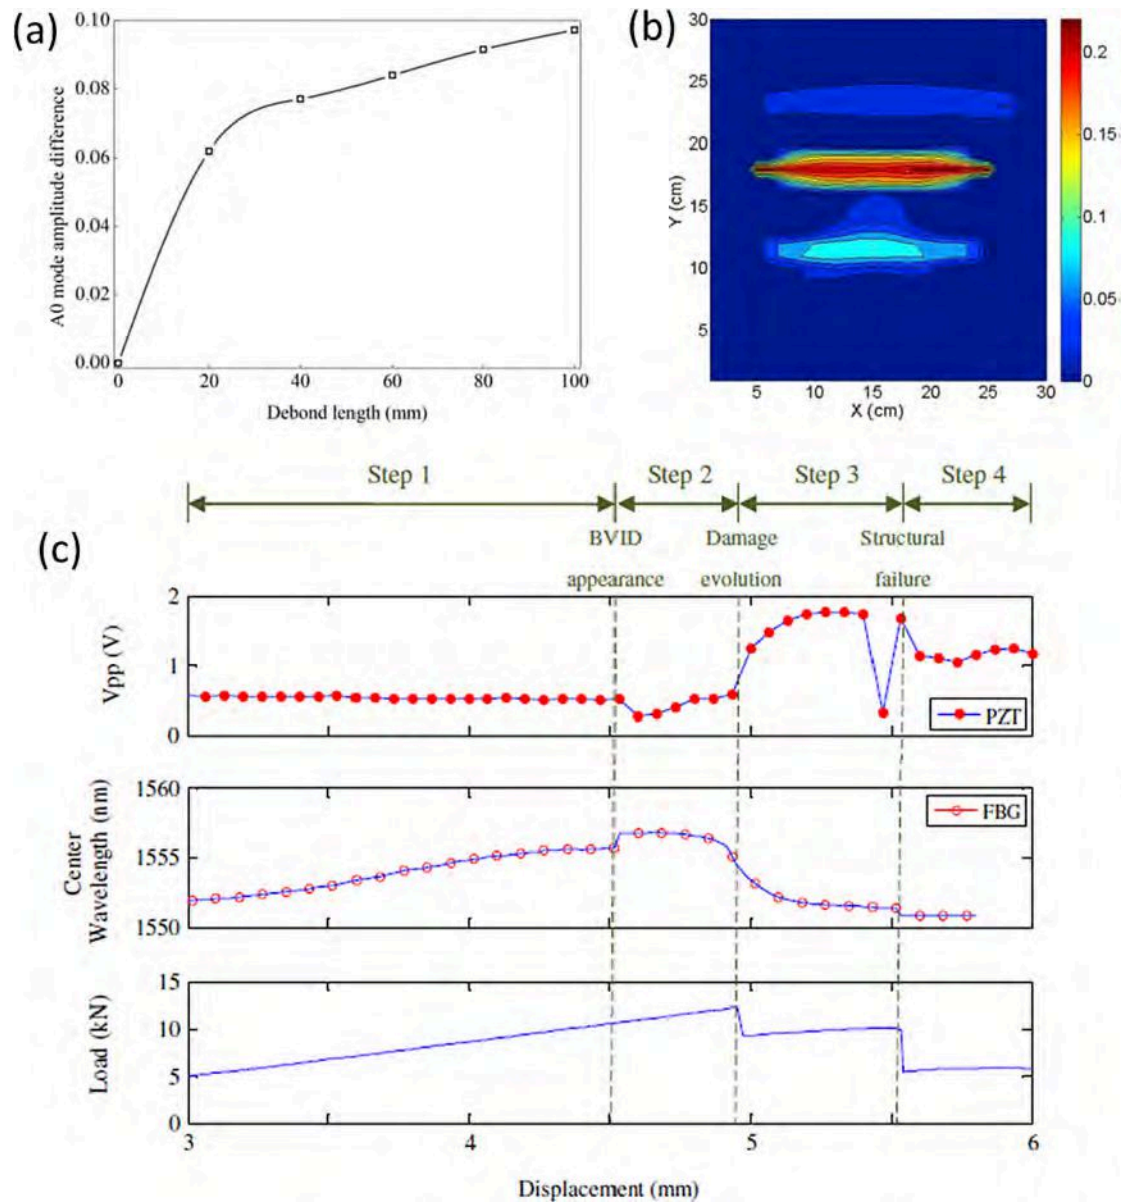 (a)
0.10
0.08
0.06
0.04
0.02
0.00
A0 mode amplitude difference
0 20 40 60 80 100
Debond length (mm)
(b)
30
25
20
15
10
5
Y (cm)
5 10 15 20 25 30
X (cm)
0.2
0.15
0.1
0.05
0
Step 1 Step 2 Step 3 Step 4
(c)
BVID Damage Structural
appearance evolution failure
2
1
0
Vpp (V)
PZT
1560
1555
1550
Center
Wavelength (nm)
FBG
15
10
5
0
Load (kN)
3 4 5 6
Displacement (mm)